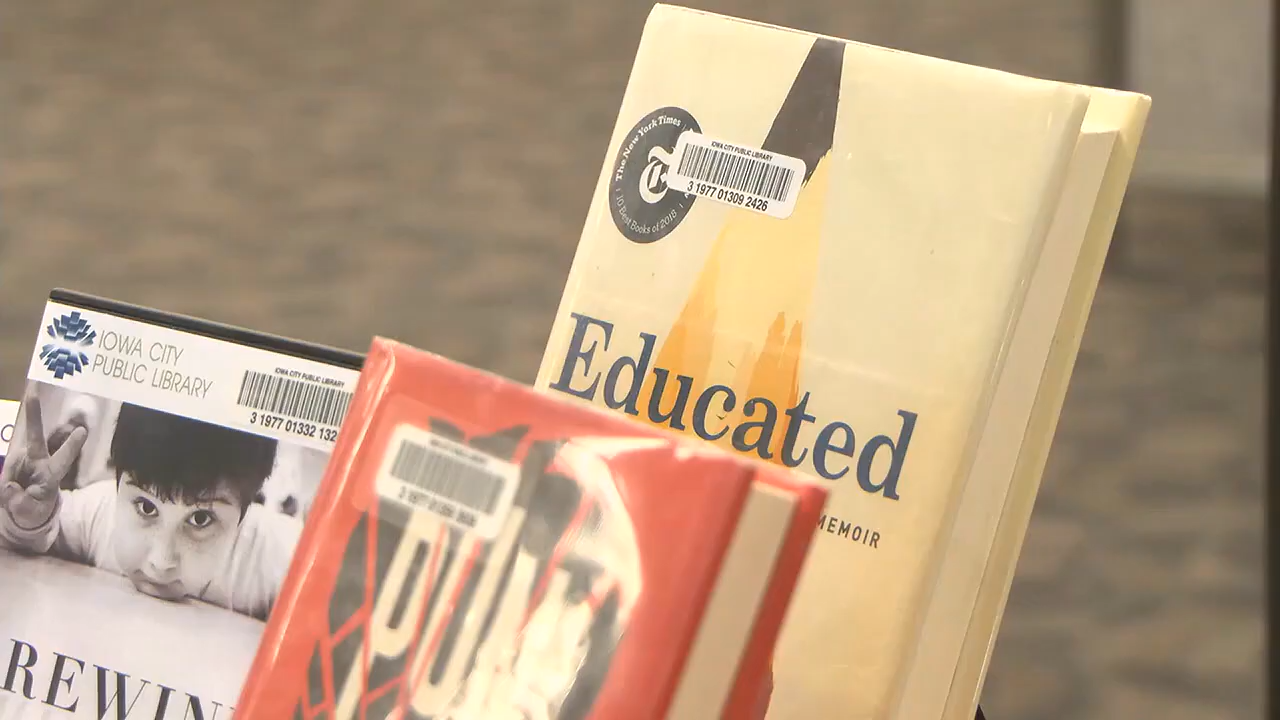 The New York Times
10 Best Books of 2018
IOWA CITY PUBLIC LIBRARY
3 1977 01309 2426
Educated
MEMOIR
IOWA CITY
PUBLIC LIBRARY
IOWA CITY PUBLIC LIBRARY
3 1977 01332 132
REWIN